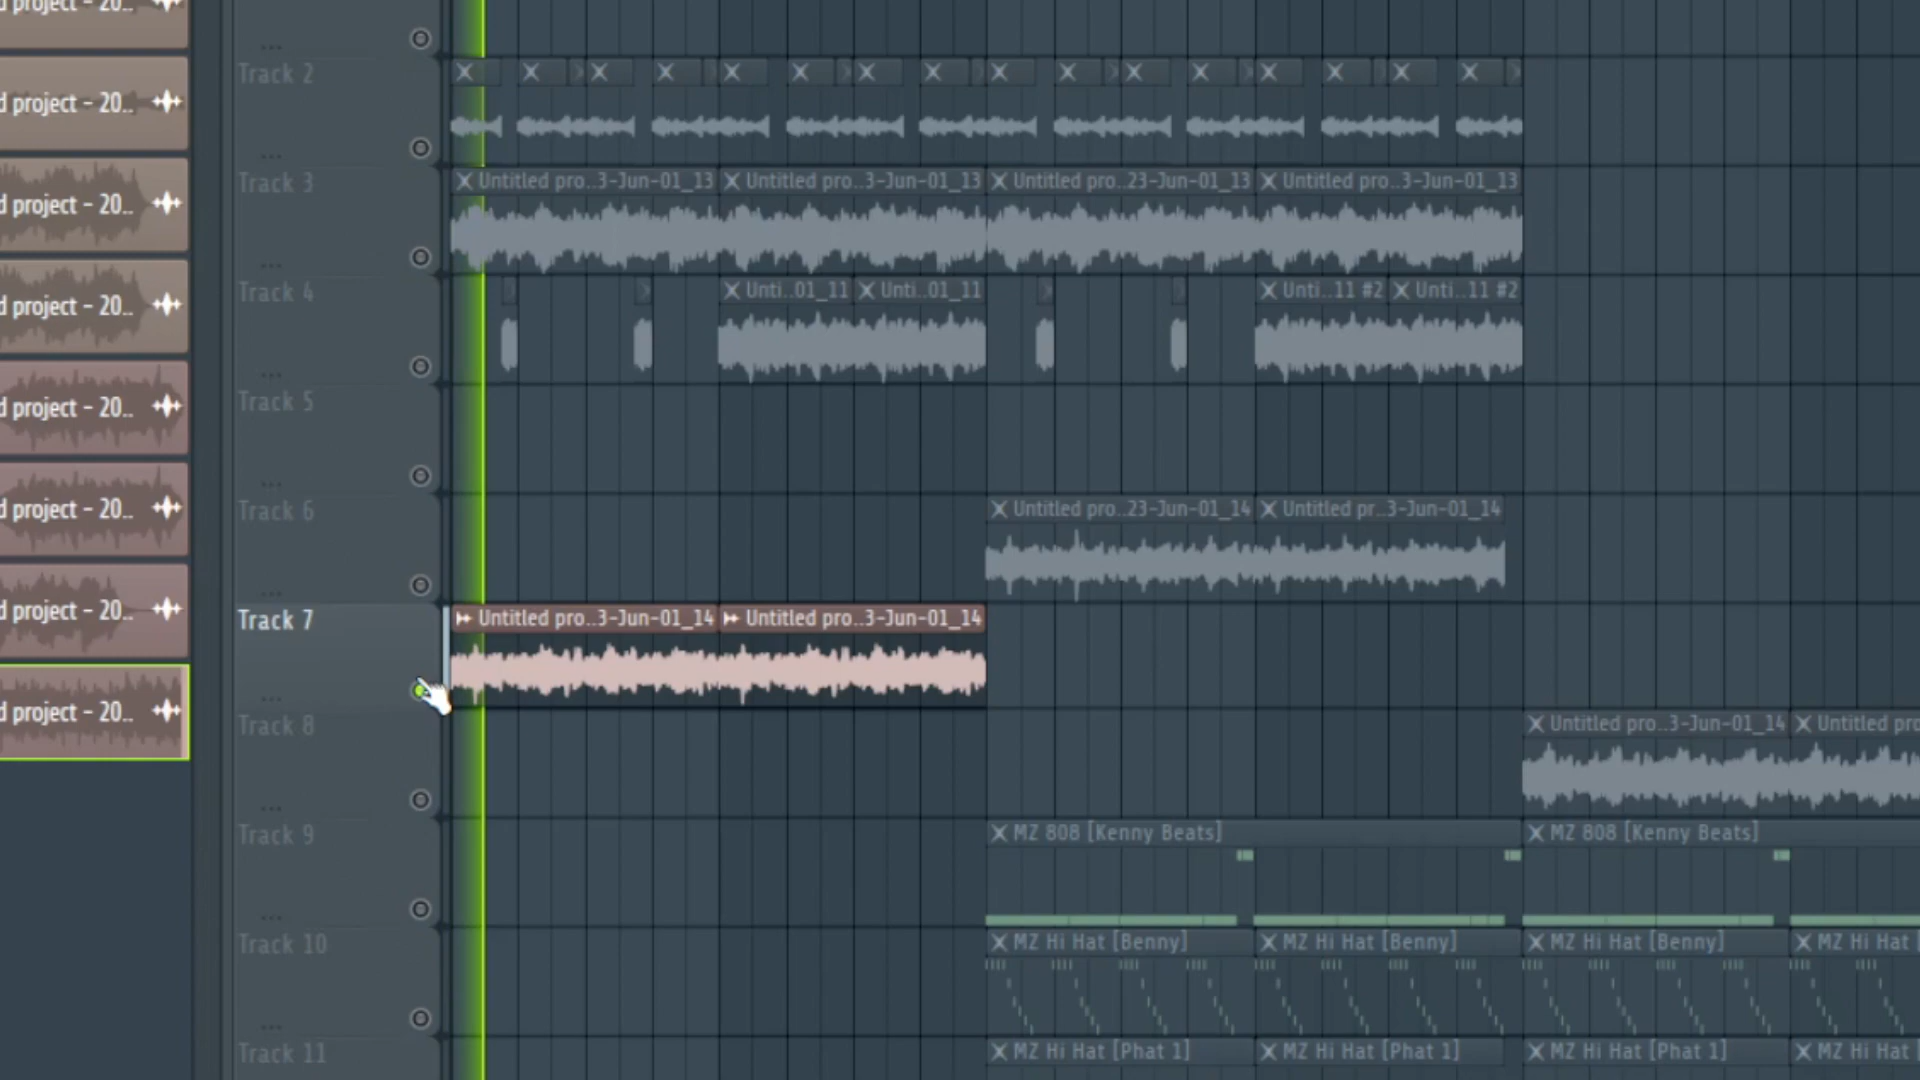 d project - 20..
d project - 20..
d project - 20..
d project - 20..
d project - 20..
d project - 20..
d project - 20..
d project - 20..
Track 2
Track 3
Untitled pro..3-Jun-01_13
Untitled pro..3-Jun-01_13
Untitled pro..23-Jun-01_13
Untitled pro..3-Jun-01_13
Track 4
Unti..01_11
Unti..01_11
Unti..11 #2
Unti..11 #2
Track 5
Track 6
Untitled pro..23-Jun-01_14
Untitled pr..3-Jun-01_14
Track 7
Untitled pro..3-Jun-01_14
Untitled pro..3-Jun-01_14
Track 8
Untitled pro..3-Jun-01_14
Untitled pro
Track 9
MZ 808 [Kenny Beats]
MZ 808 [Kenny Beats]
Track 10
MZ Hi Hat [Benny]
MZ Hi Hat [Benny]
MZ Hi Hat [Benny]
MZ Hi Hat [
Track 11
MZ Hi Hat [Phat 1]
MZ Hi Hat [Phat 1]
MZ Hi Hat [Phat 1]
MZ Hi Hat [